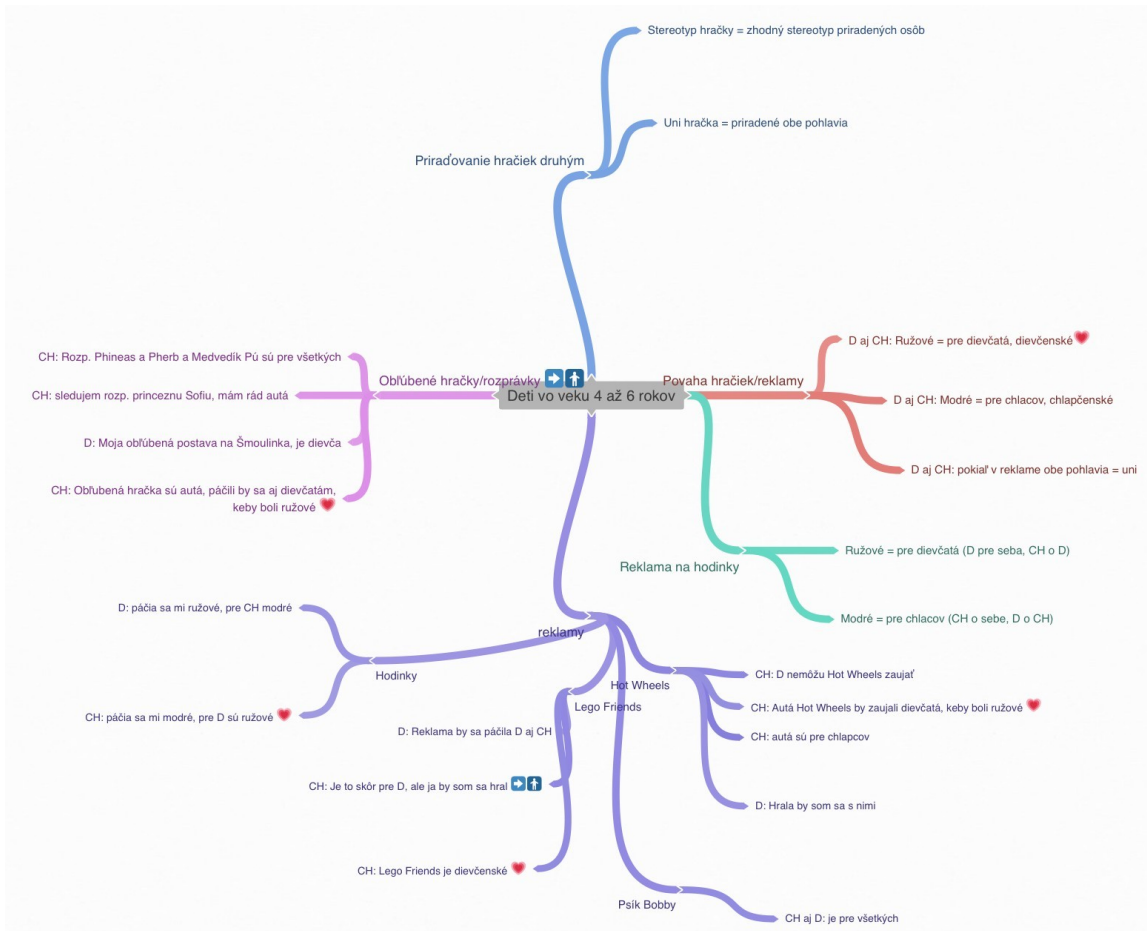 Stereotyp hračky = zhodný stereotyp priradených osôb
Uni hračka = priradené obe pohlavia
Priraďovanie hračiek druhým
Deti vo veku 4 až 6 rokov
Obľúbené hračky/rozprávky
CH: Rozp. Phineas a Pherb a Medvedík Pú sú pre všetkých
CH: sledujem rozp. princeznu Sofiu, mám rád autá
D: Moja obľúbená postava na Šmoulinka, je dievča
CH: Obľubená hračka sú autá, páčili by sa aj dievčatám,
keby boli ružové
Povaha hračiek/reklamy
D aj CH: Ružové = pre dievčatá, dievčenské
D aj CH: Modré = pre chlacov, chlapčenské
D aj CH: pokiaľ v reklame obe pohlavia = uni
Reklama na hodinky
Ružové = pre dievčatá (D pre seba, CH o D)
Modré = pre chlacov (CH o sebe, D o CH)
reklamy
Hodinky
D: páčia sa mi ružové, pre CH modré
CH: páčia sa mi modré, pre D sú ružové
Lego Friends
D: Reklama by sa páčila D aj CH
CH: Je to skôr pre D, ale ja by som sa hral
CH: Lego Friends je dievčenské
Hot Wheels
CH: D nemôžu Hot Wheels zaujať
CH: Autá Hot Wheels by zaujali dievčatá, keby boli ružové
CH: autá sú pre chlapcov
D: Hrala by som sa s nimi
Psík Bobby
CH aj D: je pre všetkých